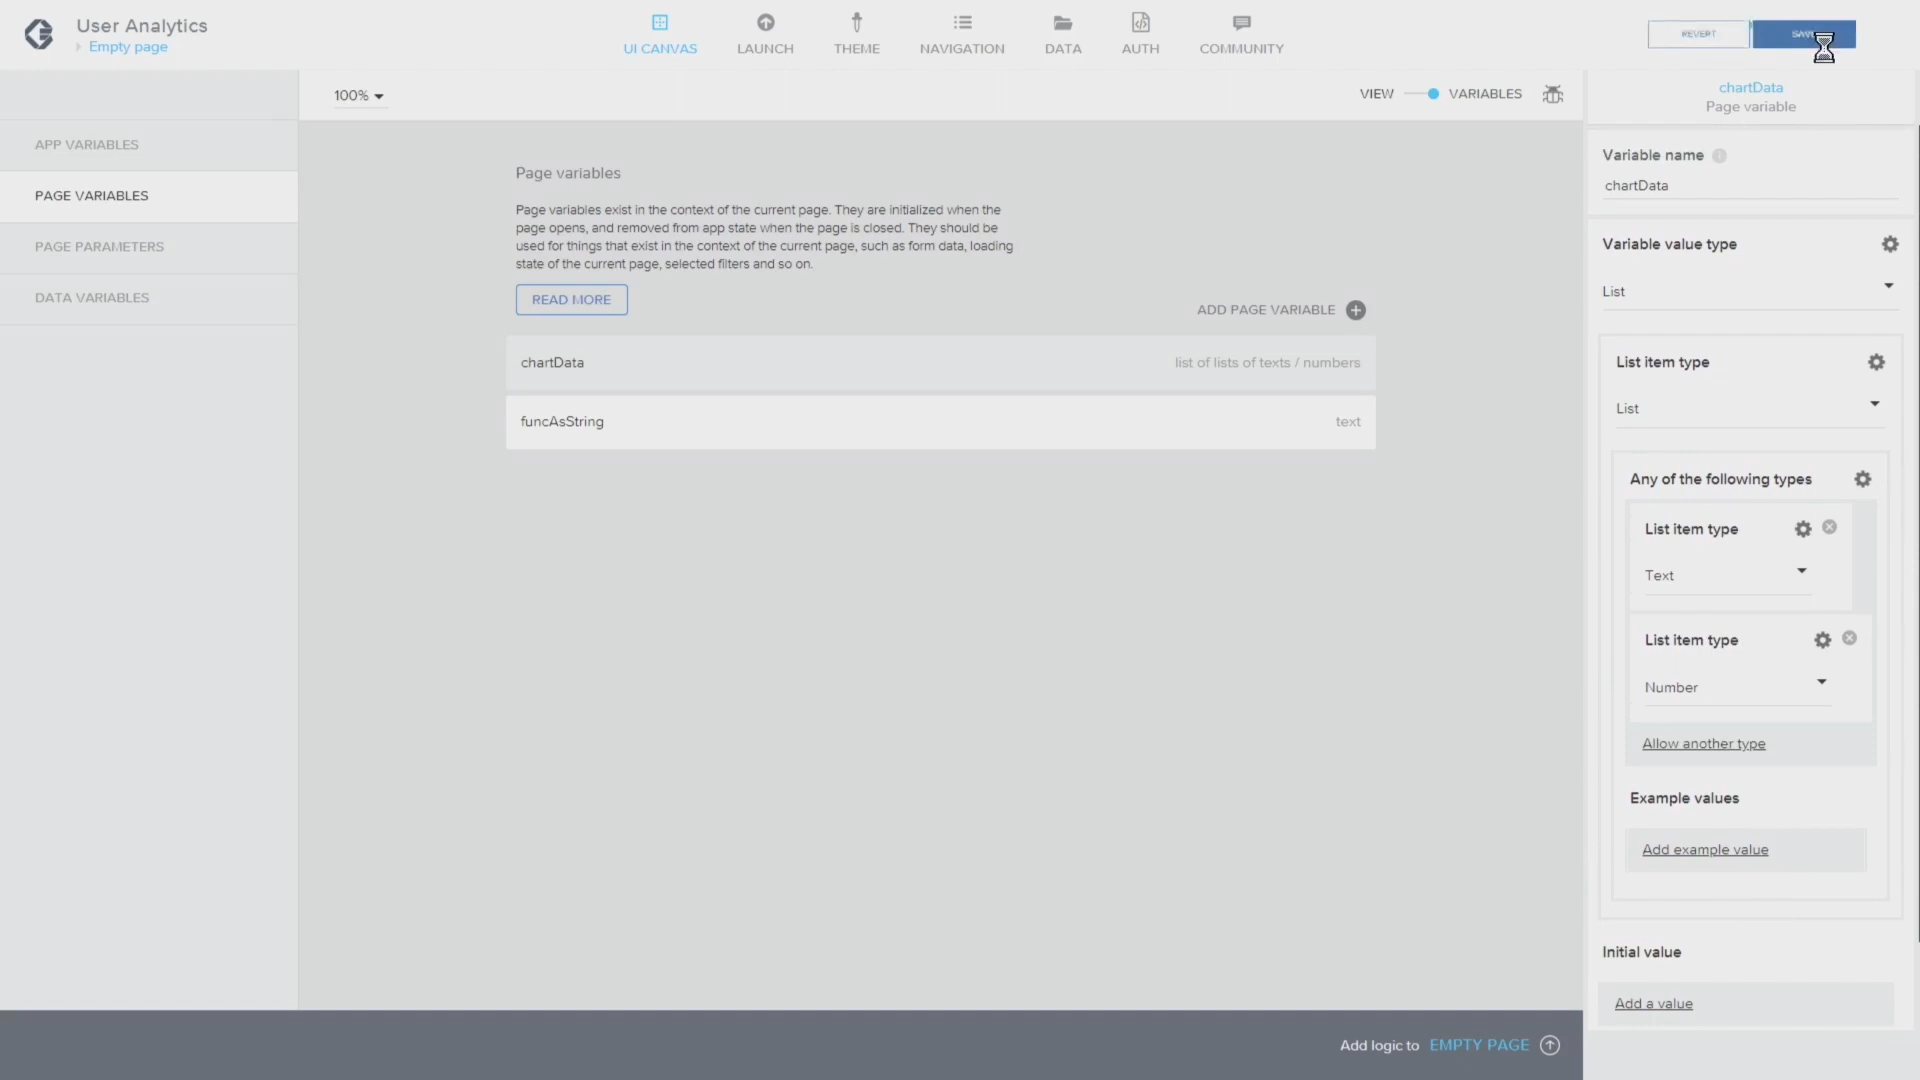 User Analytics
Empty page
UI CANVAS
LAUNCH
THEME
NAVIGATION
DATA
AUTH
COMMUNITY
REVERT
100%
VIEW
VARIABLES
chartData
Page variable
APP VARIABLES
PAGE VARIABLES
PAGE PARAMETERS
DATA VARIABLES
Page variables
Page variables exist in the context of the current page. They are initialized when the
page opens, and removed from app state when the page is closed. They should be
used for things that exist in the context of the current page, such as form data, loading
state of the current page, selected filters and so on.
READ MORE
ADD PAGE VARIABLE
chartData
list of lists of texts / numbers
funcAsString
text
Variable name
chartData
Variable value type
List
List item type
List
Any of the following types
List item type
Text
List item type
Number
Allow another type
Example values
Add example value
Initial value
Add a value
Add logic to EMPTY PAGE